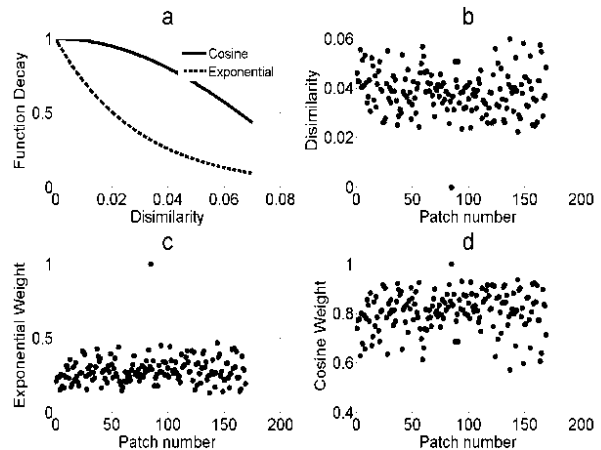 a
1
0.5
0
Function Decay
Cosine
Exponential
0 0.02 0.04 0.06 0.08
Disimilarity
b
0.06
0.04
0.02
0
Disimilarity
0 50 100 150 200
Patch number
c
1
0.5
0
Exponential Weight
0 50 100 150 200
Patch number
d
1
0.8
0.6
0.4
Cosine Weight
0 50 100 150 200
Patch number